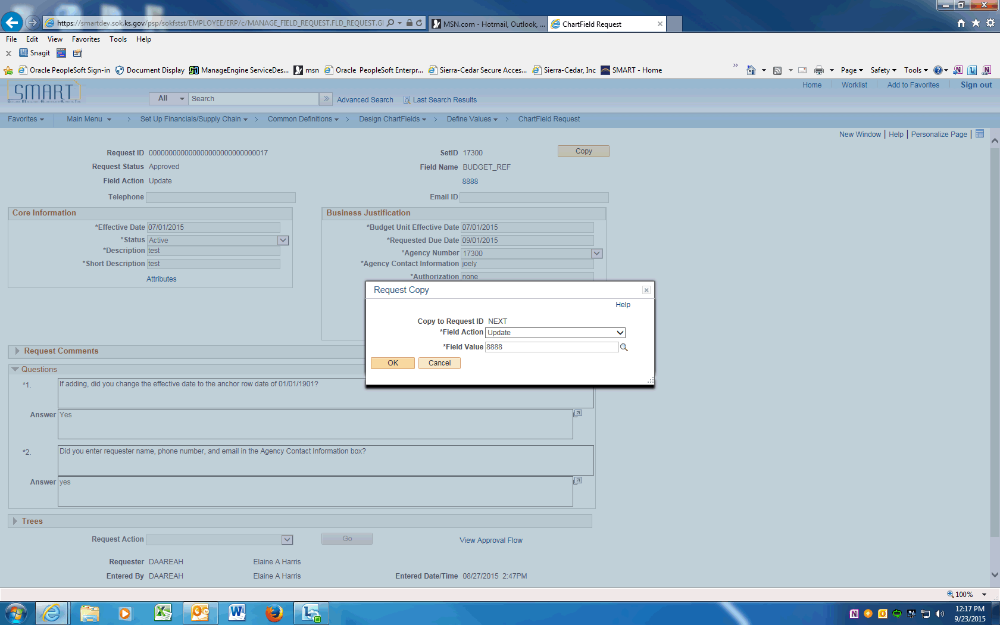 https://smartdev.sok.ks.gov/psp/sokfstst/EMPLOYEE/ERP/c/MANAGE_FIELD_REQUEST.FLD_REQUEST.GI
MSN.com - Hotmail, Outlook, ...
ChartField Request
File Edit View Favorites Tools Help
x Snagit
Oracle PeopleSoft Sign-in Document Display ManageEngine ServiceDes... msn Oracle PeopleSoft Enterpr... Sierra-Cedar Secure Acces... Sierra-Cedar, Inc SMART - Home
Page Safety Tools
SMART
Home Worklist Add to Favorites Sign out
All Search Advanced Search Last Search Results
Favorites Main Menu > Set Up Financials/Supply Chain > Common Definitions > Design ChartFields > Define Values > ChartField Request
New Window | Help | Personalize Page |
Request ID 000000000000000000000000000017 SetID 17300 Copy
Request Status Approved Field Name BUDGET_REF
Field Action Update 8888
Telephone Email ID
Core Information Business Justification
*Effective Date 07/01/2015 *Budget Unit Effective Date 07/01/2015
*Status Active *Requested Due Date 09/01/2015
*Description test *Agency Number 17300
*Short Description test *Agency Contact Information joely
Attributes *Authorization none
Request Copy
Help
Copy to Request ID NEXT
*Field Action Update
*Field Value 8888
OK Cancel
Request Comments
Questions
*1. If adding, did you change the effective date to the anchor row date of 01/01/1901?
Answer Yes
*2. Did you enter requester name, phone number, and email in the Agency Contact Information box?
Answer yes
Trees
Request Action Go View Approval Flow
Requester DAAREAH Elaine A Harris
Entered By DAAREAH Elaine A Harris Entered Date/Time 08/27/2015 2:47PM
100%
12:17 PM
9/23/2015